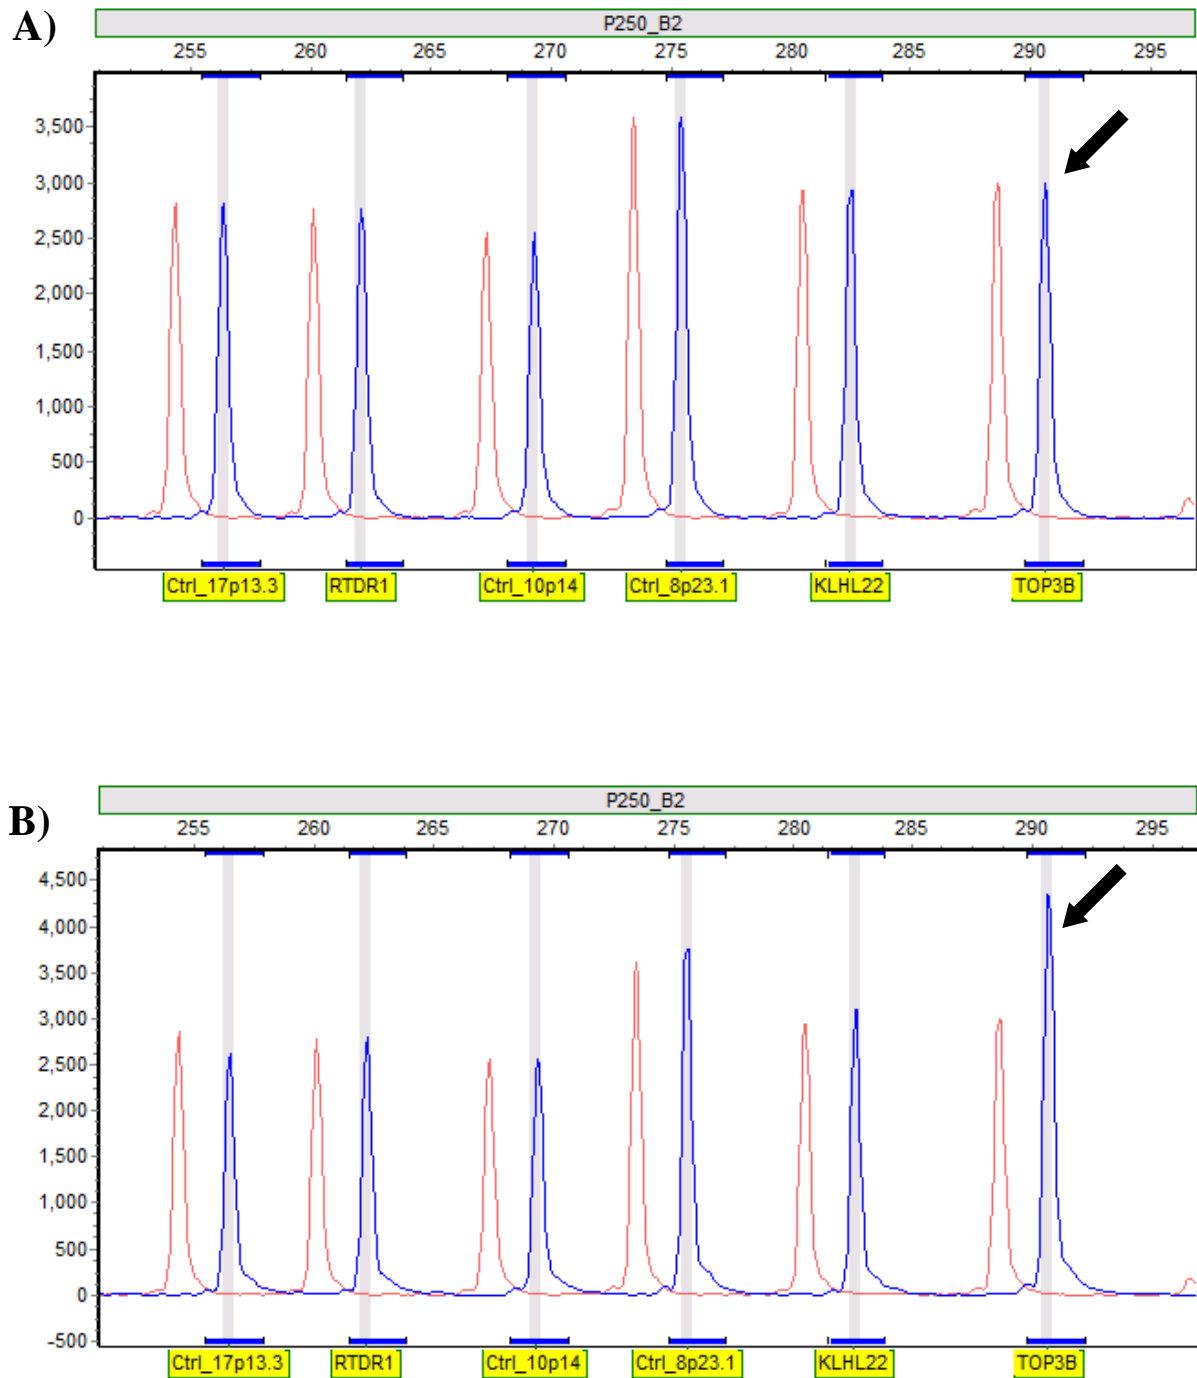 A)
P250_B2
255 260 265 270 275 280 285 290 295
3,500
3,000
2,500
2,000
1,500
1,000
500
0
Ctrl_17p13.3 RTDR1 Ctrl_10p14 Ctrl_8p23.1 KLHL22 TOP3B
B)
P250_B2
255 260 265 270 275 280 285 290 295
4,500
4,000
3,500
3,000
2,500
2,000
1,500
1,000
500
0
-500
Ctrl_17p13.3 RTDR1 Ctrl_10p14 Ctrl_8p23.1 KLHL22 TOP3B